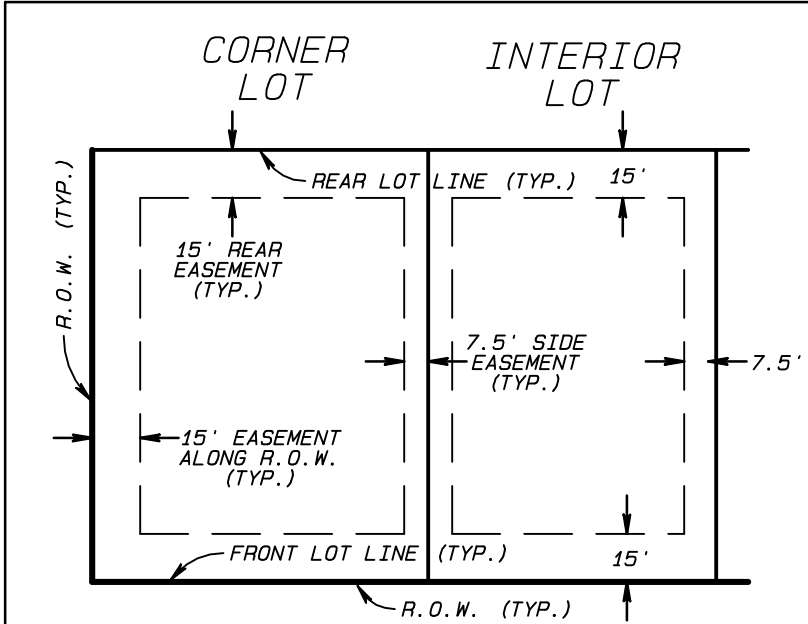 CORNER
LOT
INTERIOR
LOT
R.O.W. (TYP.)
REAR LOT LINE (TYP.)
15'
15' REAR
EASEMENT
(TYP.)
7.5' SIDE
EASEMENT
(TYP.)
7.5'
15' EASEMENT
ALONG R.O.W.
(TYP.)
FRONT LOT LINE (TYP.)
15'
R.O.W. (TYP.)